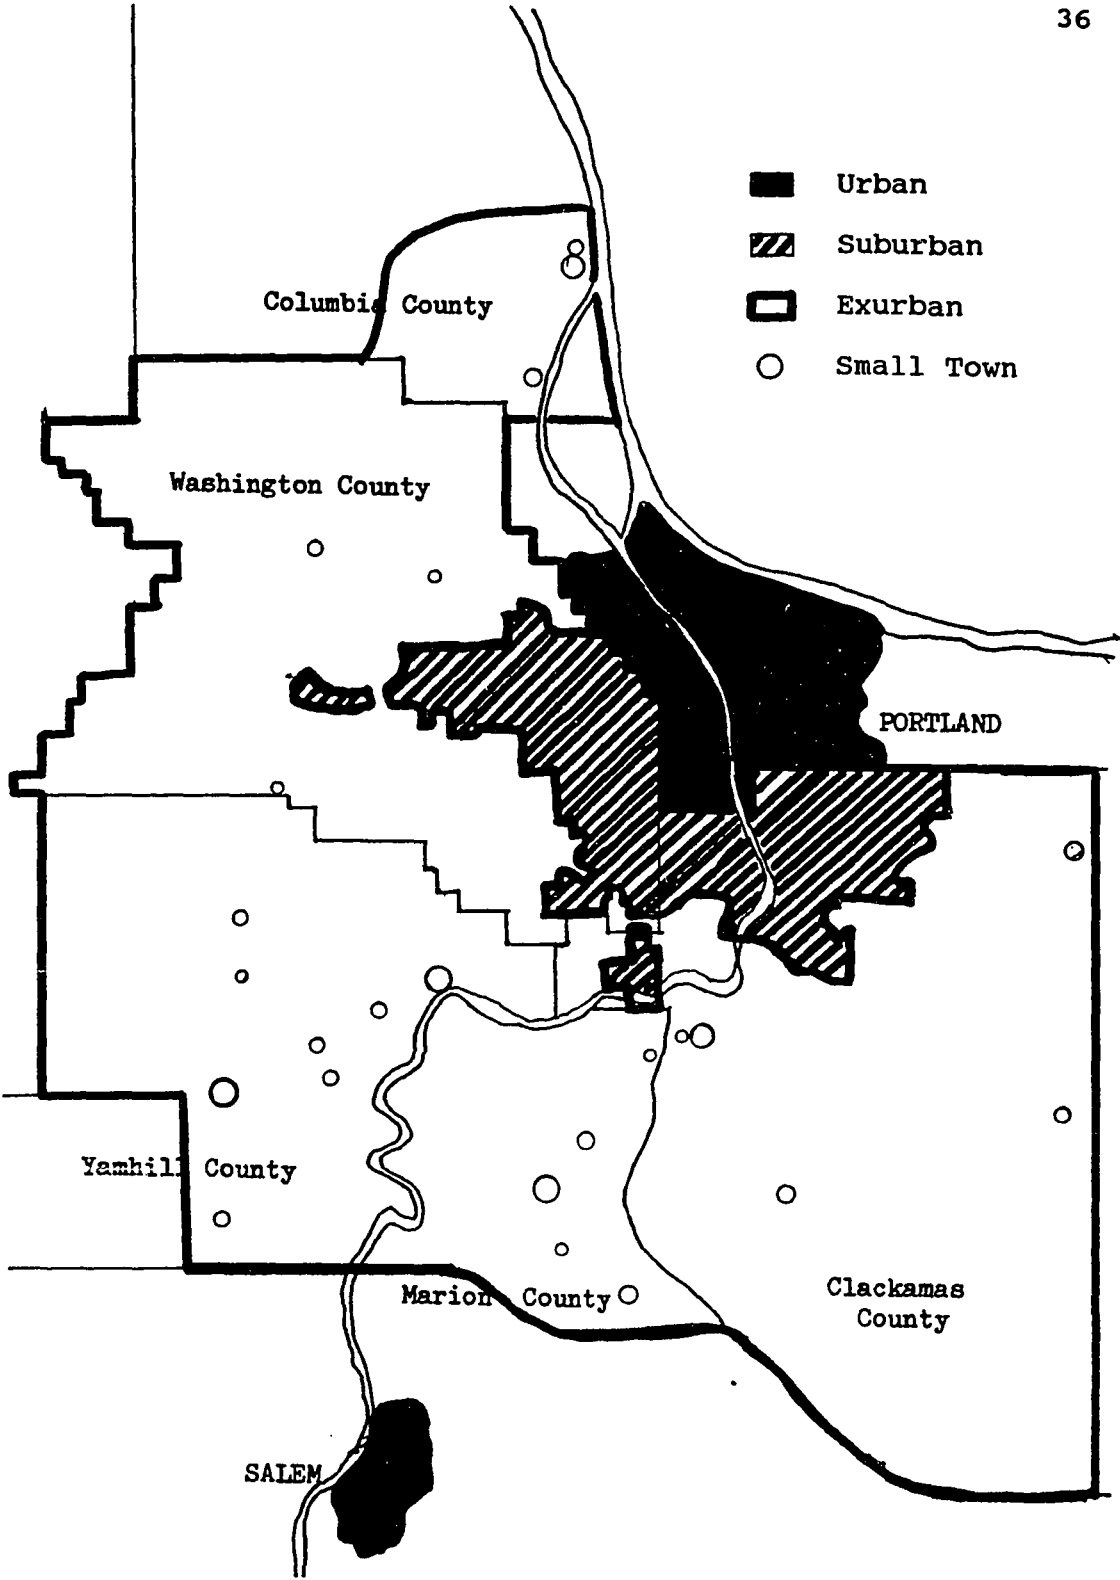 36
Urban
Suburban
Exurban
Small Town
Columbia County
Washington County
PORTLAND
Yamhill County
Marion County
Clackamas
County
SALEM